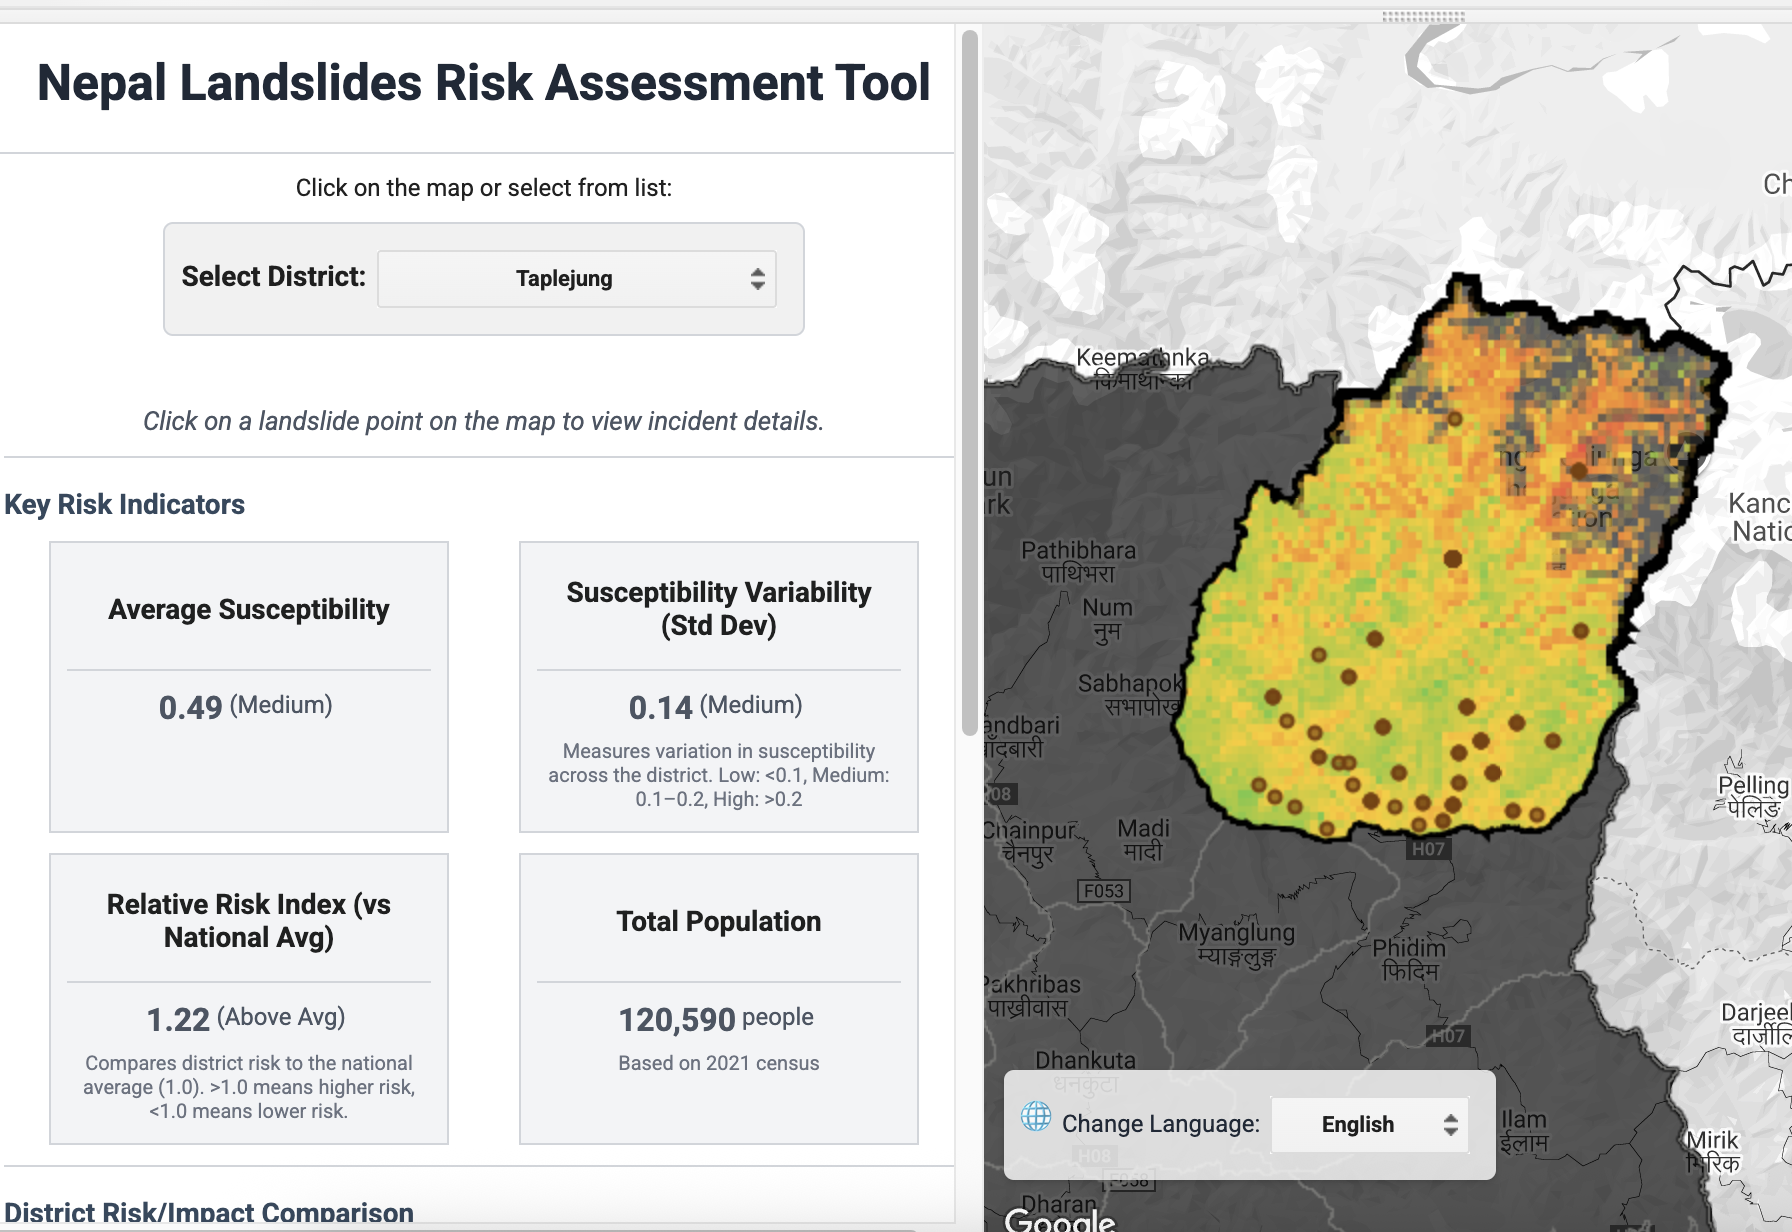 Nepal Landslides Risk Assessment Tool
Click on the map or select from list:
Select District:
Taplejung
Click on a landslide point on the map to view incident details.
Key Risk Indicators
Average Susceptibility
0.49 (Medium)
Susceptibility Variability
(Std Dev)
0.14 (Medium)
Measures variation in susceptibility
across the district. Low: <0.1, Medium:
0.1–0.2, High: >0.2
Relative Risk Index (vs
National Avg)
1.22 (Above Avg)
Compares district risk to the national
average (1.0). >1.0 means higher risk,
<1.0 means lower risk.
Total Population
120,590 people
Based on 2021 census
District Risk/Impact Comparison
Ch
Keemathnka
किमाथान्का
un
rk
Kanc
Natio
Pathibhara
पाथिभरा
Num
नुम
Sabhapok
सभापोख
andbari
08
Chainpur
चैनपुर
Madi
मादी
H07
F053
Pelling
पेलिङ
Myanglung
म्याङ्लुङ्ग
Phidim
फिदिम
Pakhribas
पाख्रीवास
H07
Darjeel
Dhankuta
धनकुटा
Change Language:
English
Ilam
ईलाम
Mirik
मिरिक
H08
F058
Dharan
Google